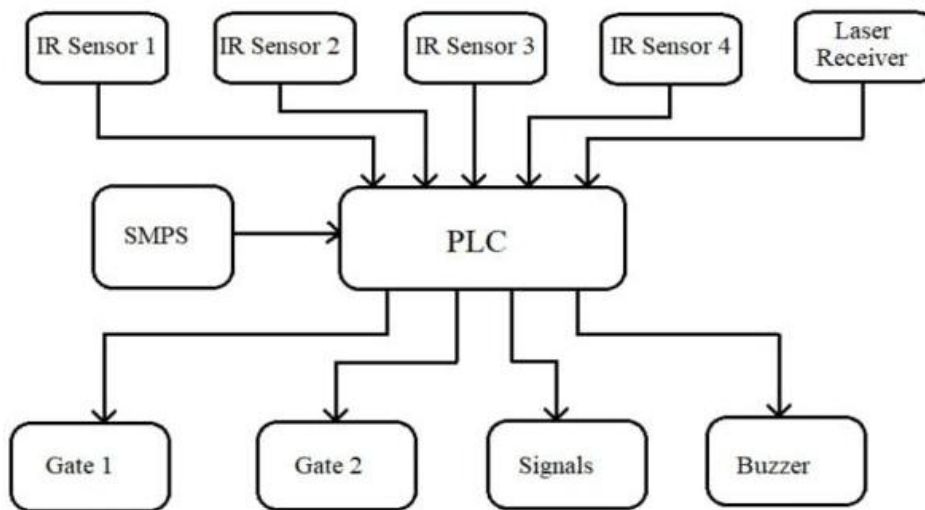 IR Sensor 1
IR Sensor 2
IR Sensor 3
IR Sensor 4
Laser
Receiver
SMPS
PLC
Gate 1
Gate 2
Signals
Buzzer